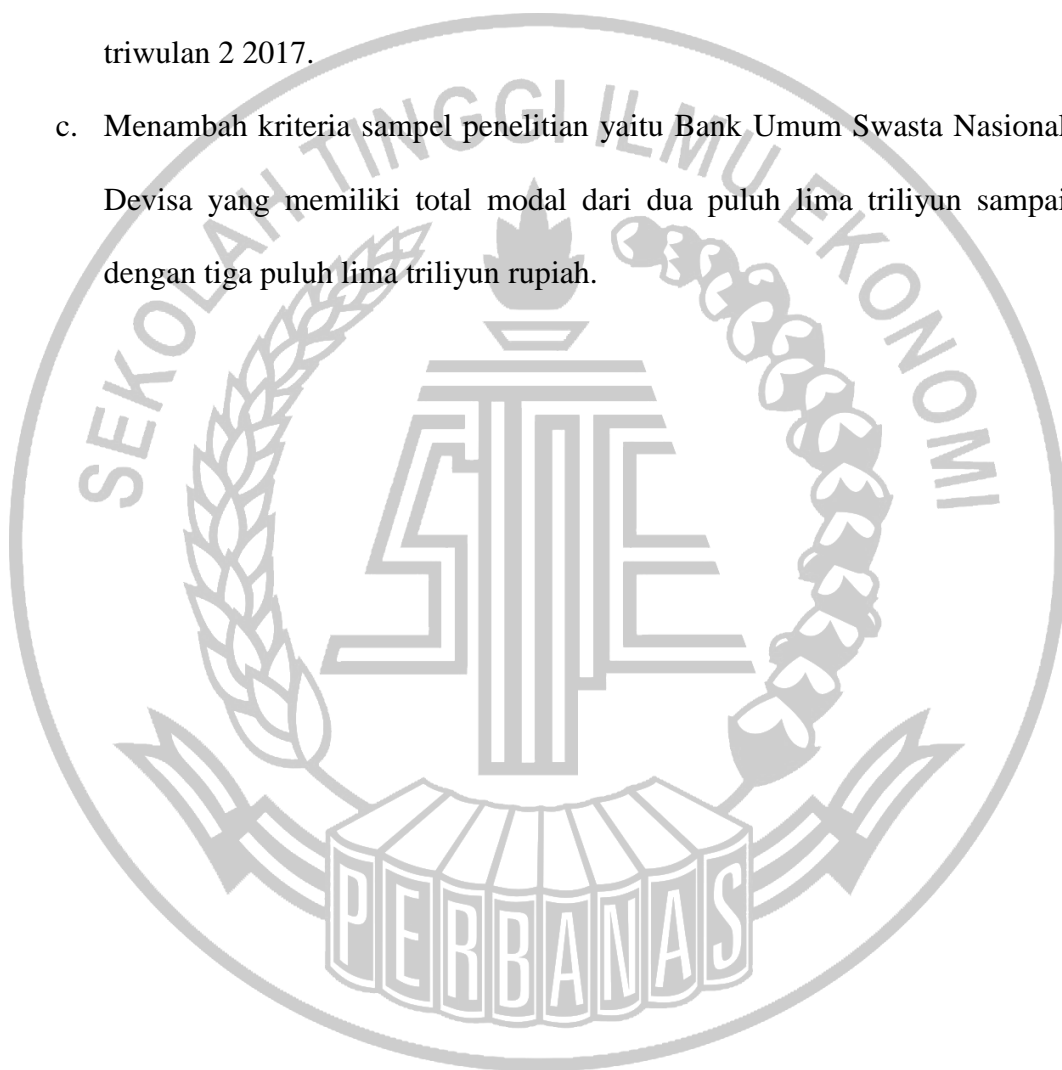 triwulan 2 2017.
c. Menambah kriteria sampel penelitian yaitu Bank Umum Swasta Nasional
Devisa yang memiliki total modal dari dua puluh lima triliyun sampai
dengan tiga puluh lima triliyun rupiah.
SEKOLAH TINGGI ILMU EKONOMI
STIE
PERBANAS